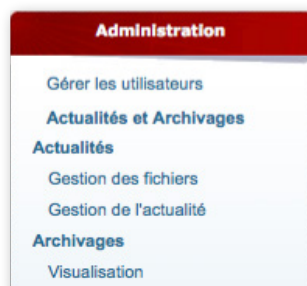 Administration
Gérer les utilisateurs
Actualités et Archivages
Actualités
Gestion des fichiers
Gestion de l'actualité
Archivages
Visualisation